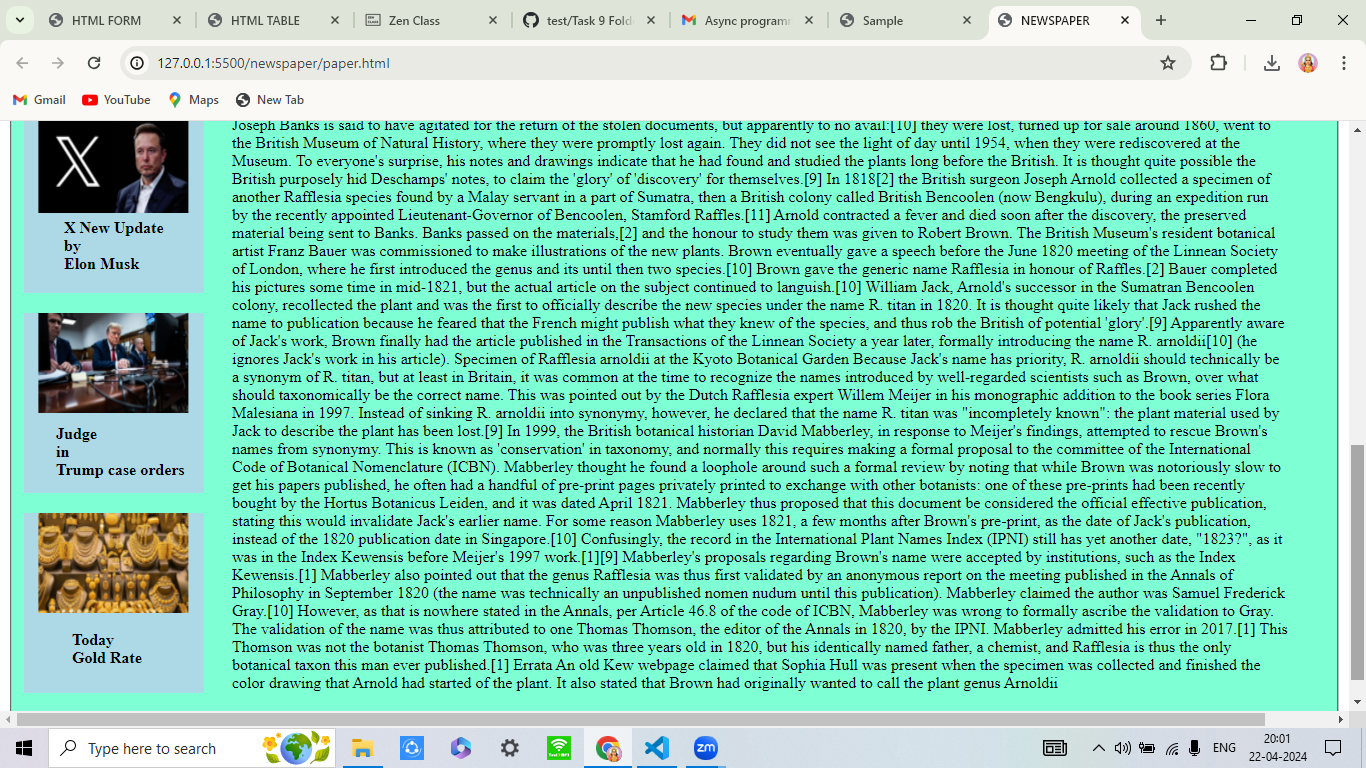 HTML FORM
HTML TABLE
Zen Class
test/Task 9 Fold
Async program
Sample
NEWSPAPER
127.0.0.1:5500/newspaper/paper.html
Gmail
YouTube
Maps
New Tab
X
X New Update
by
Elon Musk
Judge
in
Trump case orders
Today
Gold Rate
Joseph Banks is said to have agitated for the return of the stolen documents, but apparently to no avail:[10] they were lost, turned up for sale around 1860, went to
the British Museum of Natural History, where they were promptly lost again. They did not see the light of day until 1954, when they were rediscovered at the
Museum. To everyone's surprise, his notes and drawings indicate that he had found and studied the plants long before the British. It is thought quite possible the
British purposely hid Deschamps' notes, to claim the 'glory' of 'discovery' for themselves.[9] In 1818[2] the British surgeon Joseph Arnold collected a specimen of
another Rafflesia species found by a Malay servant in a part of Sumatra, then a British colony called British Bencoolen (now Bengkulu), during an expedition run
by the recently appointed Lieutenant-Governor of Bencoolen, Stamford Raffles.[11] Arnold contracted a fever and died soon after the discovery, the preserved
material being sent to Banks. Banks passed on the materials,[2] and the honour to study them was given to Robert Brown. The British Museum's resident botanical
artist Franz Bauer was commissioned to make illustrations of the new plants. Brown eventually gave a speech before the June 1820 meeting of the Linnean Society
of London, where he first introduced the genus and its until then two species.[10] Brown gave the generic name Rafflesia in honour of Raffles.[2] Bauer completed
his pictures some time in mid-1821, but the actual article on the subject continued to languish.[10] William Jack, Arnold's successor in the Sumatran Bencoolen
colony, recollected the plant and was the first to officially describe the new species under the name R. titan in 1820. It is thought quite likely that Jack rushed the
name to publication because he feared that the French might publish what they knew of the species, and thus rob the British of potential 'glory'.[9] Apparently aware
of Jack's work, Brown finally had the article published in the Transactions of the Linnean Society a year later, formally introducing the name R. arnoldii[10] (he
ignores Jack's work in his article). Specimen of Rafflesia arnoldii at the Kyoto Botanical Garden Because Jack's name has priority, R. arnoldii should technically be
a synonym of R. titan, but at least in Britain, it was common at the time to recognize the names introduced by well-regarded scientists such as Brown, over what
should taxonomically be the correct name. This was pointed out by the Dutch Rafflesia expert Willem Meijer in his monographic addition to the book series Flora
Malesiana in 1997. Instead of sinking R. arnoldii into synonymy, however, he declared that the name R. titan was "incompletely known": the plant material used by
Jack to describe the plant has been lost.[9] In 1999, the British botanical historian David Mabberley, in response to Meijer's findings, attempted to rescue Brown's
names from synonymy. This is known as 'conservation' in taxonomy, and normally this requires making a formal proposal to the committee of the International
Code of Botanical Nomenclature (ICBN). Mabberley thought he found a loophole around such a formal review by noting that while Brown was notoriously slow to
get his papers published, he often had a handful of pre-print pages privately printed to exchange with other botanists: one of these pre-prints had been recently
bought by the Hortus Botanicus Leiden, and it was dated April 1821. Mabberley thus proposed that this document be considered the official effective publication,
stating this would invalidate Jack's earlier name. For some reason Mabberley uses 1821, a few months after Brown's pre-print, as the date of Jack's publication,
instead of the 1820 publication date in Singapore.[10] Confusingly, the record in the International Plant Names Index (IPNI) still has yet another date, "1823?", as it
was in the Index Kewensis before Meijer's 1997 work.[1][9] Mabberley's proposals regarding Brown's name were accepted by institutions, such as the Index
Kewensis.[1] Mabberley also pointed out that the genus Rafflesia was thus first validated by an anonymous report on the meeting published in the Annals of
Philosophy in September 1820 (the name was technically an unpublished nomen nudum until this publication). Mabberley claimed the author was Samuel Frederick
Gray.[10] However, as that is nowhere stated in the Annals, per Article 46.8 of the code of ICBN, Mabberley was wrong to formally ascribe the validation to Gray.
The validation of the name was thus attributed to one Thomas Thomson, the editor of the Annals in 1820, by the IPNI. Mabberley admitted his error in 2017.[1] This
Thomson was not the botanist Thomas Thomson, who was three years old in 1820, but his identically named father, a chemist, and Rafflesia is thus the only
botanical taxon this man ever published.[1] Errata An old Kew webpage claimed that Sophia Hull was present when the specimen was collected and finished the
color drawing that Arnold had started of the plant. It also stated that Brown had originally wanted to call the plant genus Arnoldii
Type here to search
zm
ENG
20:01
22-04-2024